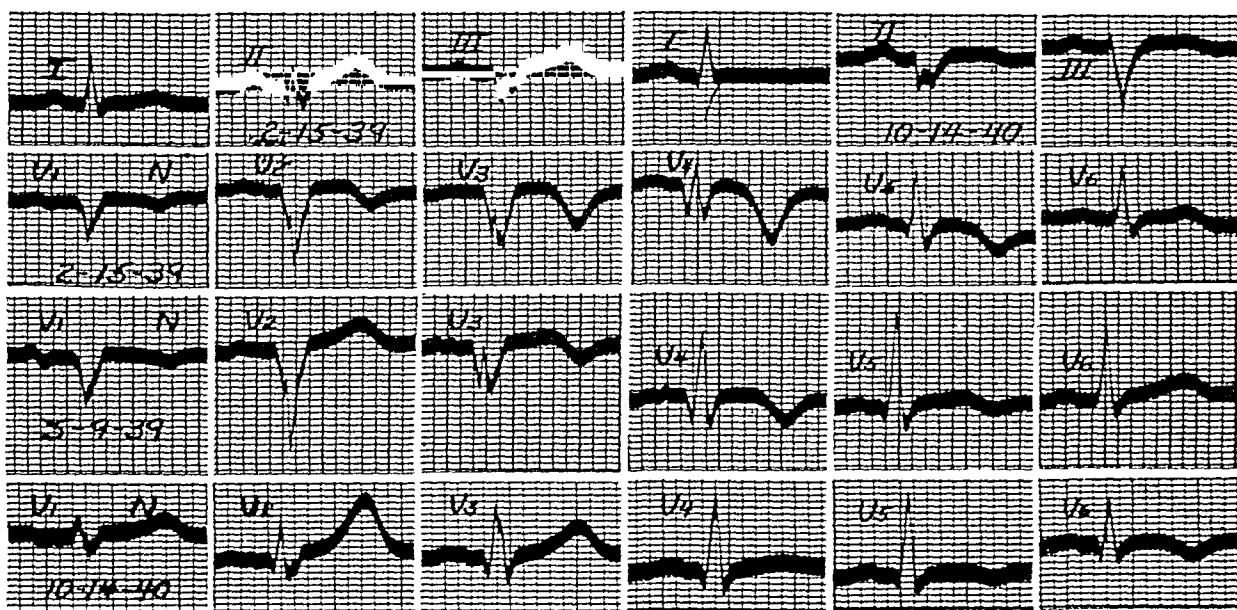 I II III I II III
2-15-39 10-14-40
V1 N V2 V3 V4 V5 V6
2-15-39
V1 N V2 V3 V4 V5 V6
3-9-39
V1 N V2 V3 V4 V5 V6
10-14-40